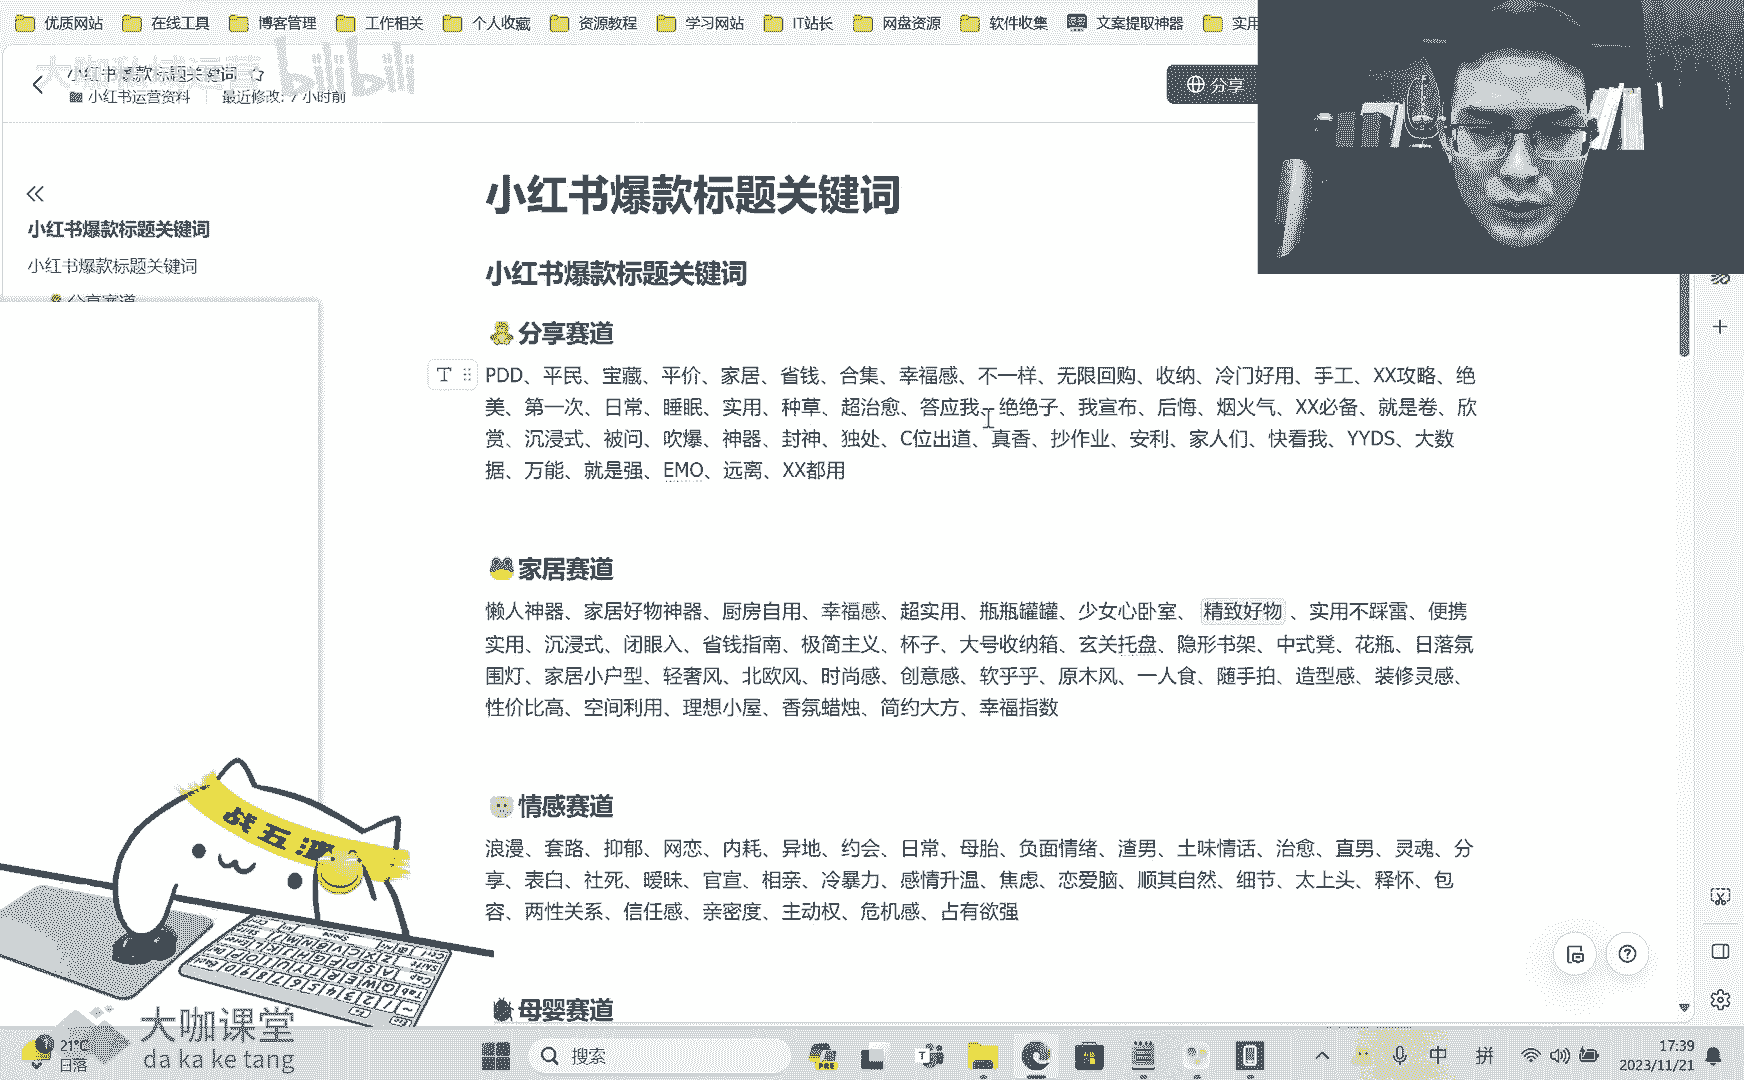 优质网站 在线工具 博客管理 工作相关 个人收藏 资源教程 学习网站 IT站长 网盘资源 软件收集 文案提取神器 实用
小红书爆款标题关键词
大咖私域运营 bilibili
小红书运营资料 最近修改: 7 小时前
分享
小红书爆款标题关键词
小红书爆款标题关键词
小红书爆款标题关键词
小红书爆款标题关键词
分享赛道
分享赛道
PDD、平民、宝藏、平价、家居、省钱、合集、幸福感、不一样、无限回购、收纳、冷门好用、手工、XX攻略、绝
美、第一次、日常、睡眠、实用、种草、超治愈、答应我、绝绝子、我宣布、后悔、烟火气、XX必备、就是卷、欣
赏、沉浸式、被问、吹爆、神器、封神、独处、C位出道、真香、抄作业、安利、家人们、快看我、YYDS、大数
据、万能、就是强、EMO、远离、XX都用
家居赛道
懒人神器、家居好物神器、厨房自用、幸福感、超实用、瓶瓶罐罐、少女心卧室、 精致好物 、实用不踩雷、便携
实用、沉浸式、闭眼入、省钱指南、极简主义、杯子、大号收纳箱、玄关托盘、隐形书架、中式凳、花瓶、日落氛
围灯、家居小户型、轻奢风、北欧风、时尚感、创意感、软乎乎、原木风、一人食、随手拍、造型感、装修灵感、
性价比高、空间利用、理想小屋、香氛蜡烛、简约大方、幸福指数
情感赛道
浪漫、套路、抑郁、网恋、内耗、异地、约会、日常、母胎、负面情绪、渣男、土味情话、治愈、直男、灵魂、分
享、表白、社死、暧昧、官宣、相亲、冷暴力、感情升温、焦虑、恋爱脑、顺其自然、细节、太上头、释怀、包
容、两性关系、信任感、亲密度、主动权、危机感、占有欲强
母婴赛道
战五渣
大咖课堂
da ka ke tang
21°C
日落
搜索
PRE
中 拼
17:39
2023/11/21